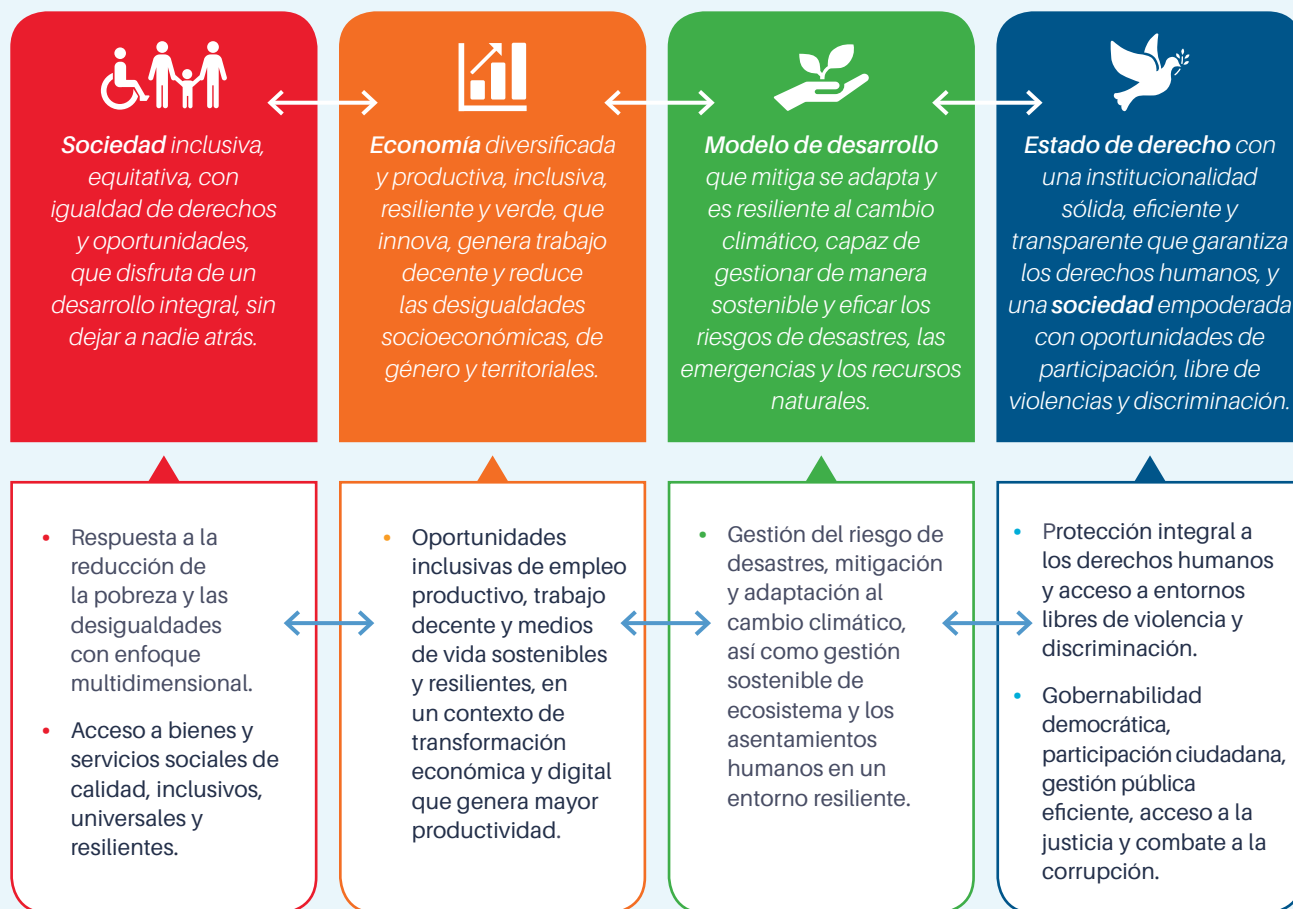 Sociedad inclusiva,
equitativa, con
igualdad de derechos
y oportunidades,
que disfruta de un
desarrollo integral, sin
dejar a nadie atrás.
Economía diversificada
y productiva, inclusiva,
resiliente y verde, que
innova, genera trabajo
decente y reduce
las desigualdades
socioeconómicas, de
género y territoriales.
Modelo de desarrollo
que mitiga se adapta y
es resiliente al cambio
climático, capaz de
gestionar de manera
sostenible y eficar los
riesgos de desastres, las
emergencias y los recursos
naturales.
Estado de derecho con
una institucionalidad
sólida, eficiente y
transparente que garantiza
los derechos humanos, y
una sociedad empoderada
con oportunidades de
participación, libre de
violencias y discriminación.
• Respuesta a la
reducción de
la pobreza y las
desigualdades
con enfoque
multidimensional.
• Acceso a bienes y
servicios sociales de
calidad, inclusivos,
universales y
resilientes.
• Oportunidades
inclusivas de empleo
productivo, trabajo
decente y medios
de vida sostenibles
y resilientes, en
un contexto de
transformación
económica y digital
que genera mayor
productividad.
• Gestión del riesgo de
desastres, mitigación
y adaptación al
cambio climático,
así como gestión
sostenible de
ecosistema y los
asentamientos
humanos en un
entorno resiliente.
• Protección integral a
los derechos humanos
y acceso a entornos
libres de violencia y
discriminación.
• Gobernabilidad
democrática,
participación ciudadana,
gestión pública
eficiente, acceso a la
justicia y combate a la
corrupción.